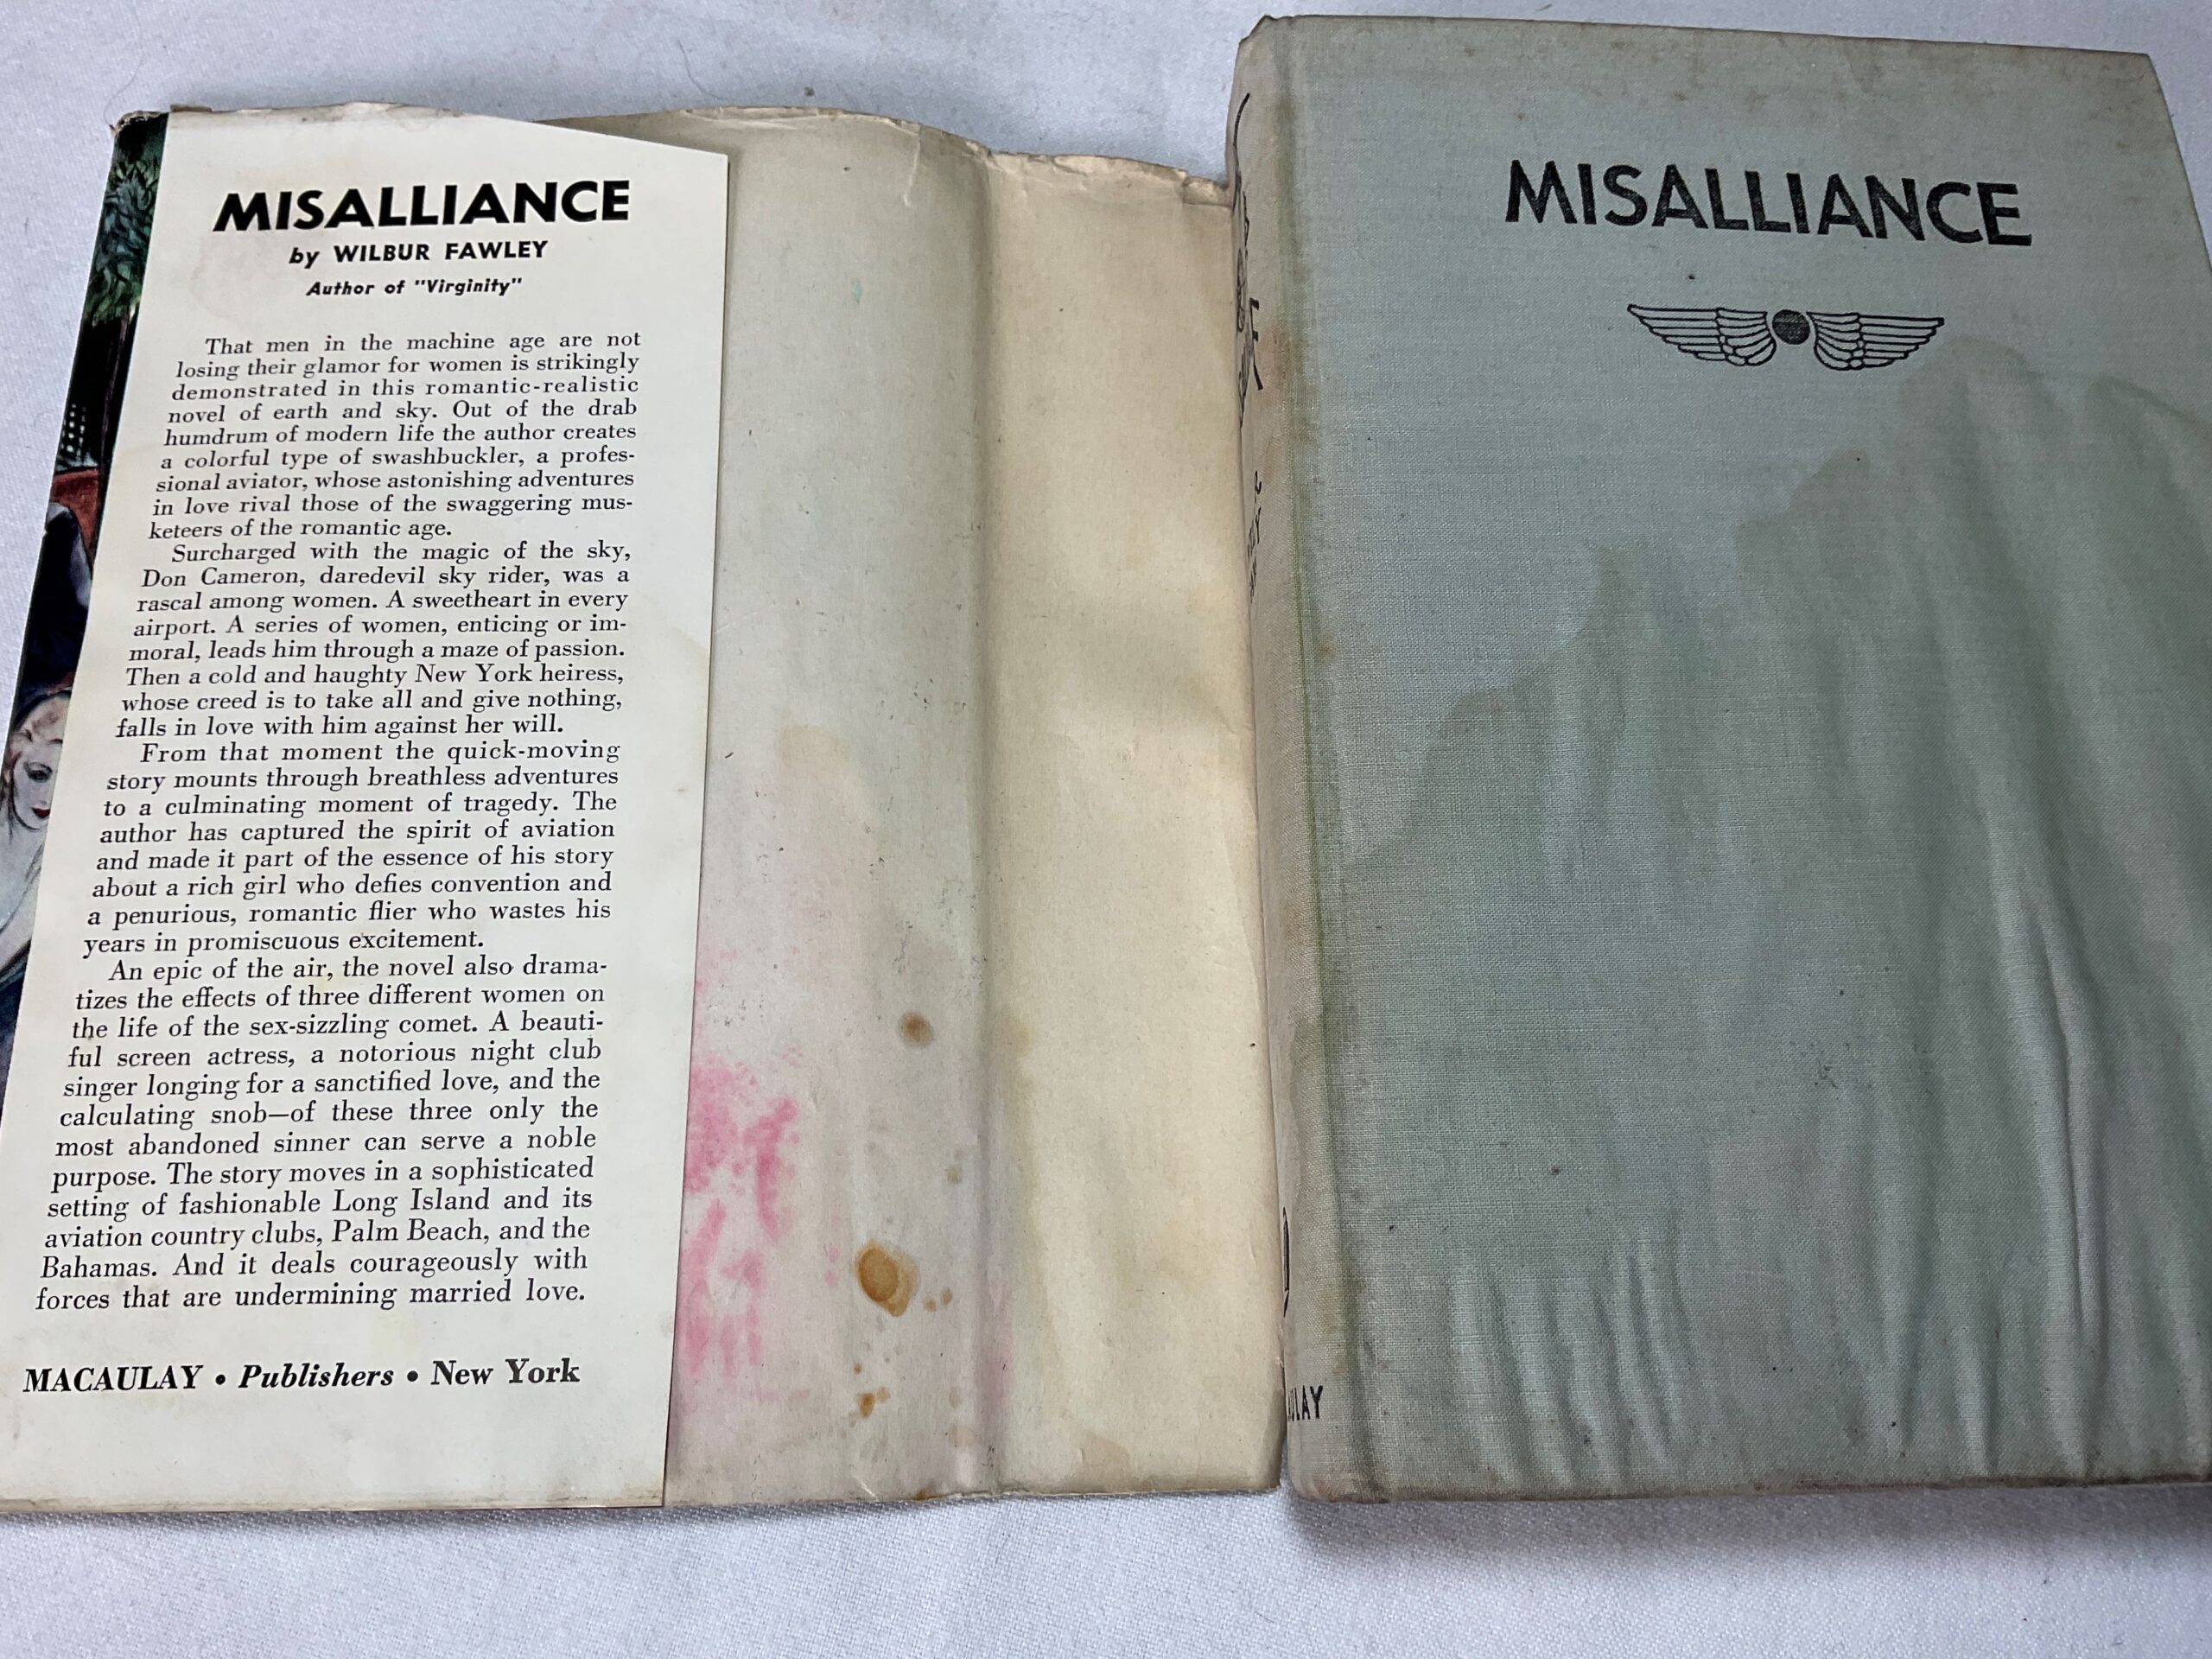 MISALLIANCE
by WILBUR FAWLEY
Author of "Virginity"
That men in the machine age are not
losing their glamor for women is strikingly
demonstrated in this romantic-realistic
novel of earth and sky. Out of the drab
humdrum of modern life the author creates
a colorful type of swashbuckler, a profes-
sional aviator, whose astonishing adventures
in love rival those of the swaggering mus-
keteers of the romantic age.
Surcharged with the magic of the sky,
Don Cameron, daredevil sky rider, was a
rascal among women. A sweetheart in every
airport. A series of women, enticing or im-
moral, leads him through a maze of passion.
Then a cold and haughty New York heiress,
whose creed is to take all and give nothing,
falls in love with him against her will.
From that moment the quick-moving
story mounts through breathless adventures
to a culminating moment of tragedy. The
author has captured the spirit of aviation
and made it part of the essence of his story
about a rich girl who defies convention and
a penurious, romantic flier who wastes his
years in promiscuous excitement.
An epic of the air, the novel also drama-
tizes the effects of three different women on
the life of the sex-sizzling comet. A beauti-
ful screen actress, a notorious night club
singer longing for a sanctified love, and the
calculating snob—of these three only the
most abandoned sinner can serve a noble
purpose. The story moves in a sophisticated
setting of fashionable Long Island and its
aviation country clubs, Palm Beach, and the
Bahamas. And it deals courageously with
forces that are undermining married love.
MACAULAY • Publishers • New York
MISALLIANCE